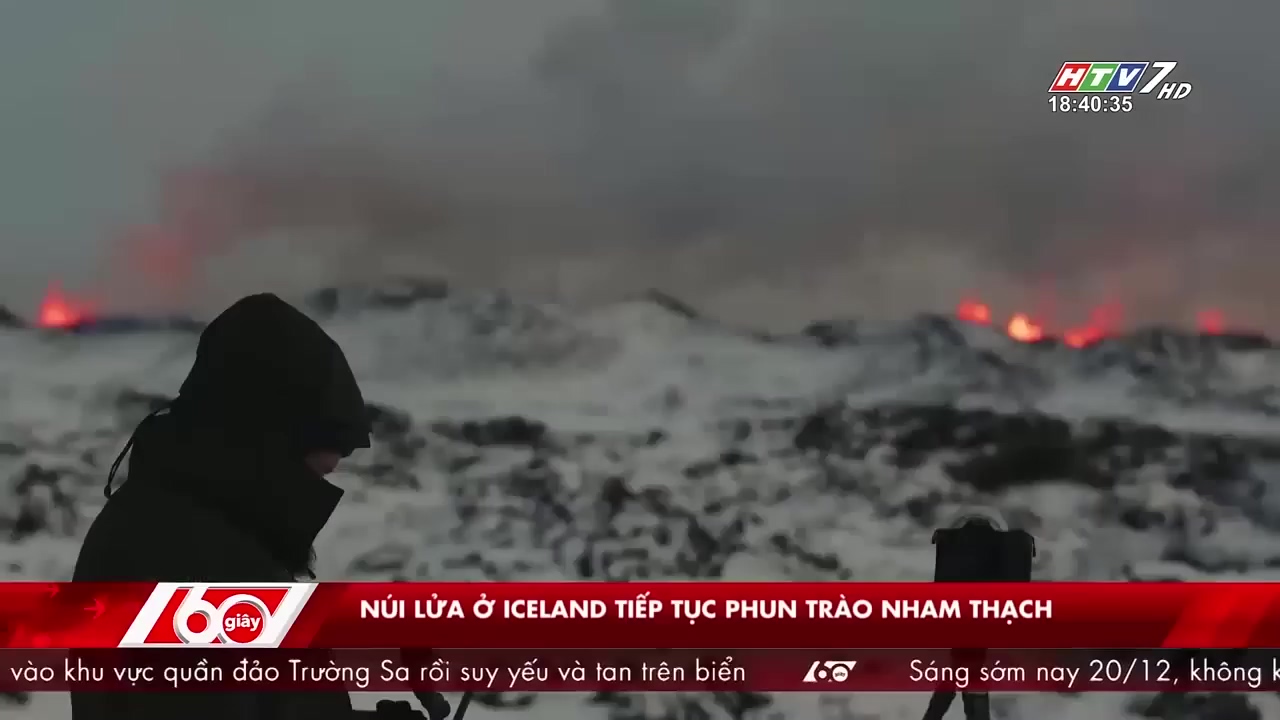 HTV7 HD
18:40:35
60 giây
NÚI LỬA Ở ICELAND TIẾP TỤC PHUN TRÀO NHAM THẠCH
vào khu vực quần đảo Trường Sa rồi suy yếu và tan trên biển 60 giây Sáng sớm nay 20/12, không